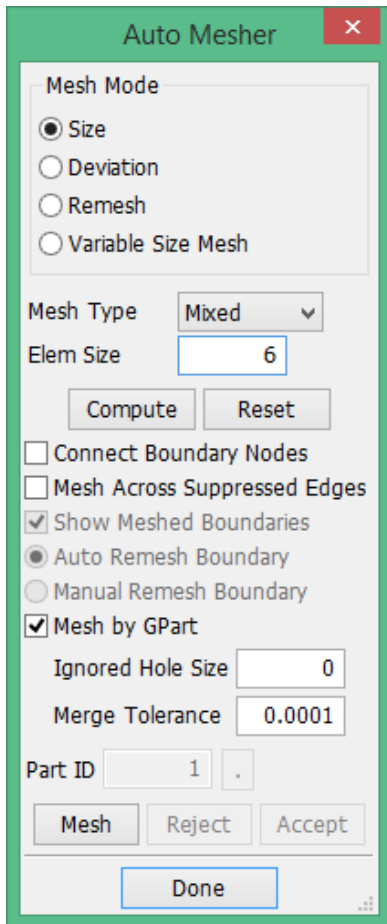 Auto Mesher
Mesh Mode
Size
Deviation
Remesh
Variable Size Mesh
Mesh Type Mixed
Elem Size 6
Compute Reset
Connect Boundary Nodes
Mesh Across Suppressed Edges
Show Meshed Boundaries
Auto Remesh Boundary
Manual Remesh Boundary
Mesh by GPart
Ignored Hole Size 0
Merge Tolerance 0.0001
Part ID 1 .
Mesh Reject Accept
Done